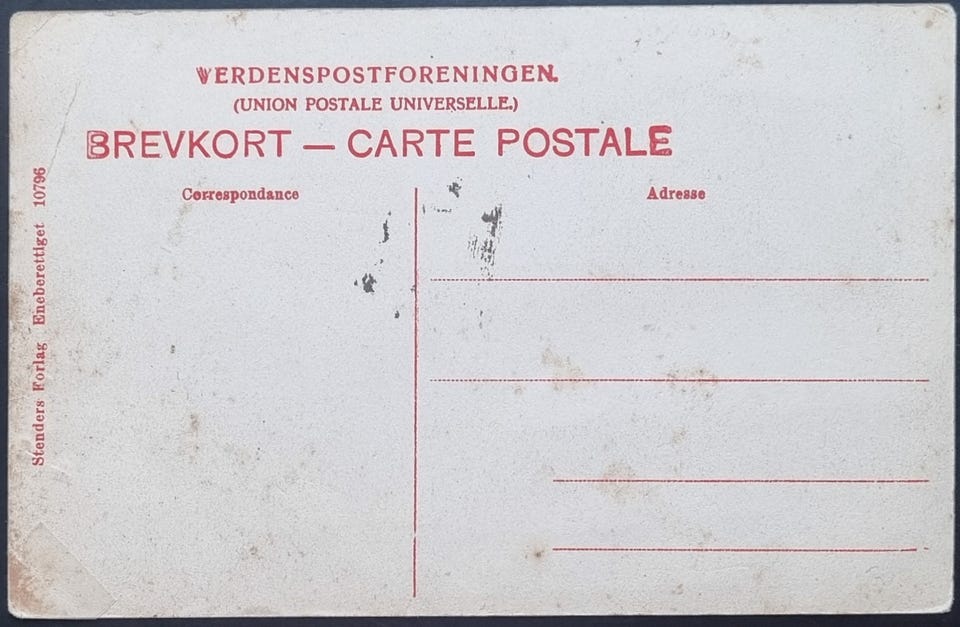 VERDENSPOSTFORENINGEN.
(UNION POSTALE UNIVERSELLE.)
BREVKORT — CARTE POSTALE
Correspondance
Adresse
Stenders Forlag Eneberettiget 10796